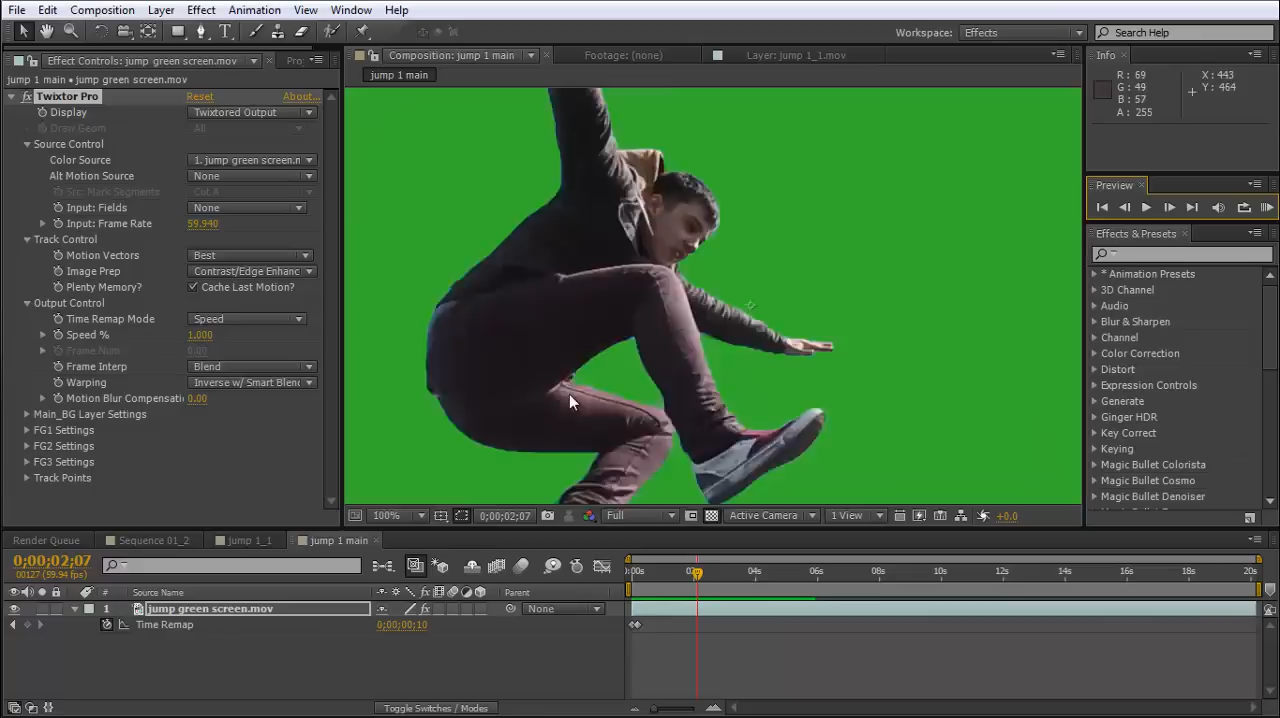 File Edit Composition Layer Effect Animation View Window Help
Workspace: Effects Search Help
Effect Controls: jump green screen.mov Pro
Composition: jump 1 main Footage: (none) Layer: jump 1_1.mov
Info
jump 1 main • jump green screen.mov
jump 1 main
R : 69 X : 443
G : 49 Y : 464
B : 57
A : 255
fx Twixtor Pro Reset About...
Display Twixtored Output
Draw Geom All
Source Control
Color Source 1. jump green screen.n
Alt Motion Source None
Src: Mark Segments Cut A
Input: Fields None
Input: Frame Rate 59.940
Track Control
Motion Vectors Best
Image Prep Contrast/Edge Enhanc
Plenty Memory? Cache Last Motion?
Output Control
Time Remap Mode Speed
Speed % 1.000
Frame Num 0.00
Frame Interp Blend
Warping Inverse w/ Smart Blend
Motion Blur Compensati 0.00
Main_BG Layer Settings
FG1 Settings
FG2 Settings
FG3 Settings
Track Points
Preview
Effects & Presets
* Animation Presets
3D Channel
Audio
Blur & Sharpen
Channel
Color Correction
Distort
Expression Controls
Generate
Ginger HDR
Key Correct
Keying
Magic Bullet Colorista
Magic Bullet Cosmo
Magic Bullet Denoiser
100% 0;00;02;07 Full Active Camera 1 View +0.0
Render Queue Sequence 01_2 jump 1_1 jump 1 main
0;00;02;07
00127 (59.94 fps)
):00s 04s 06s 08s 10s 12s 14s 16s 18s 20s
# Source Name fx Parent
1 jump green screen.mov fx None
Time Remap 0;00;00;10
Toggle Switches / Modes